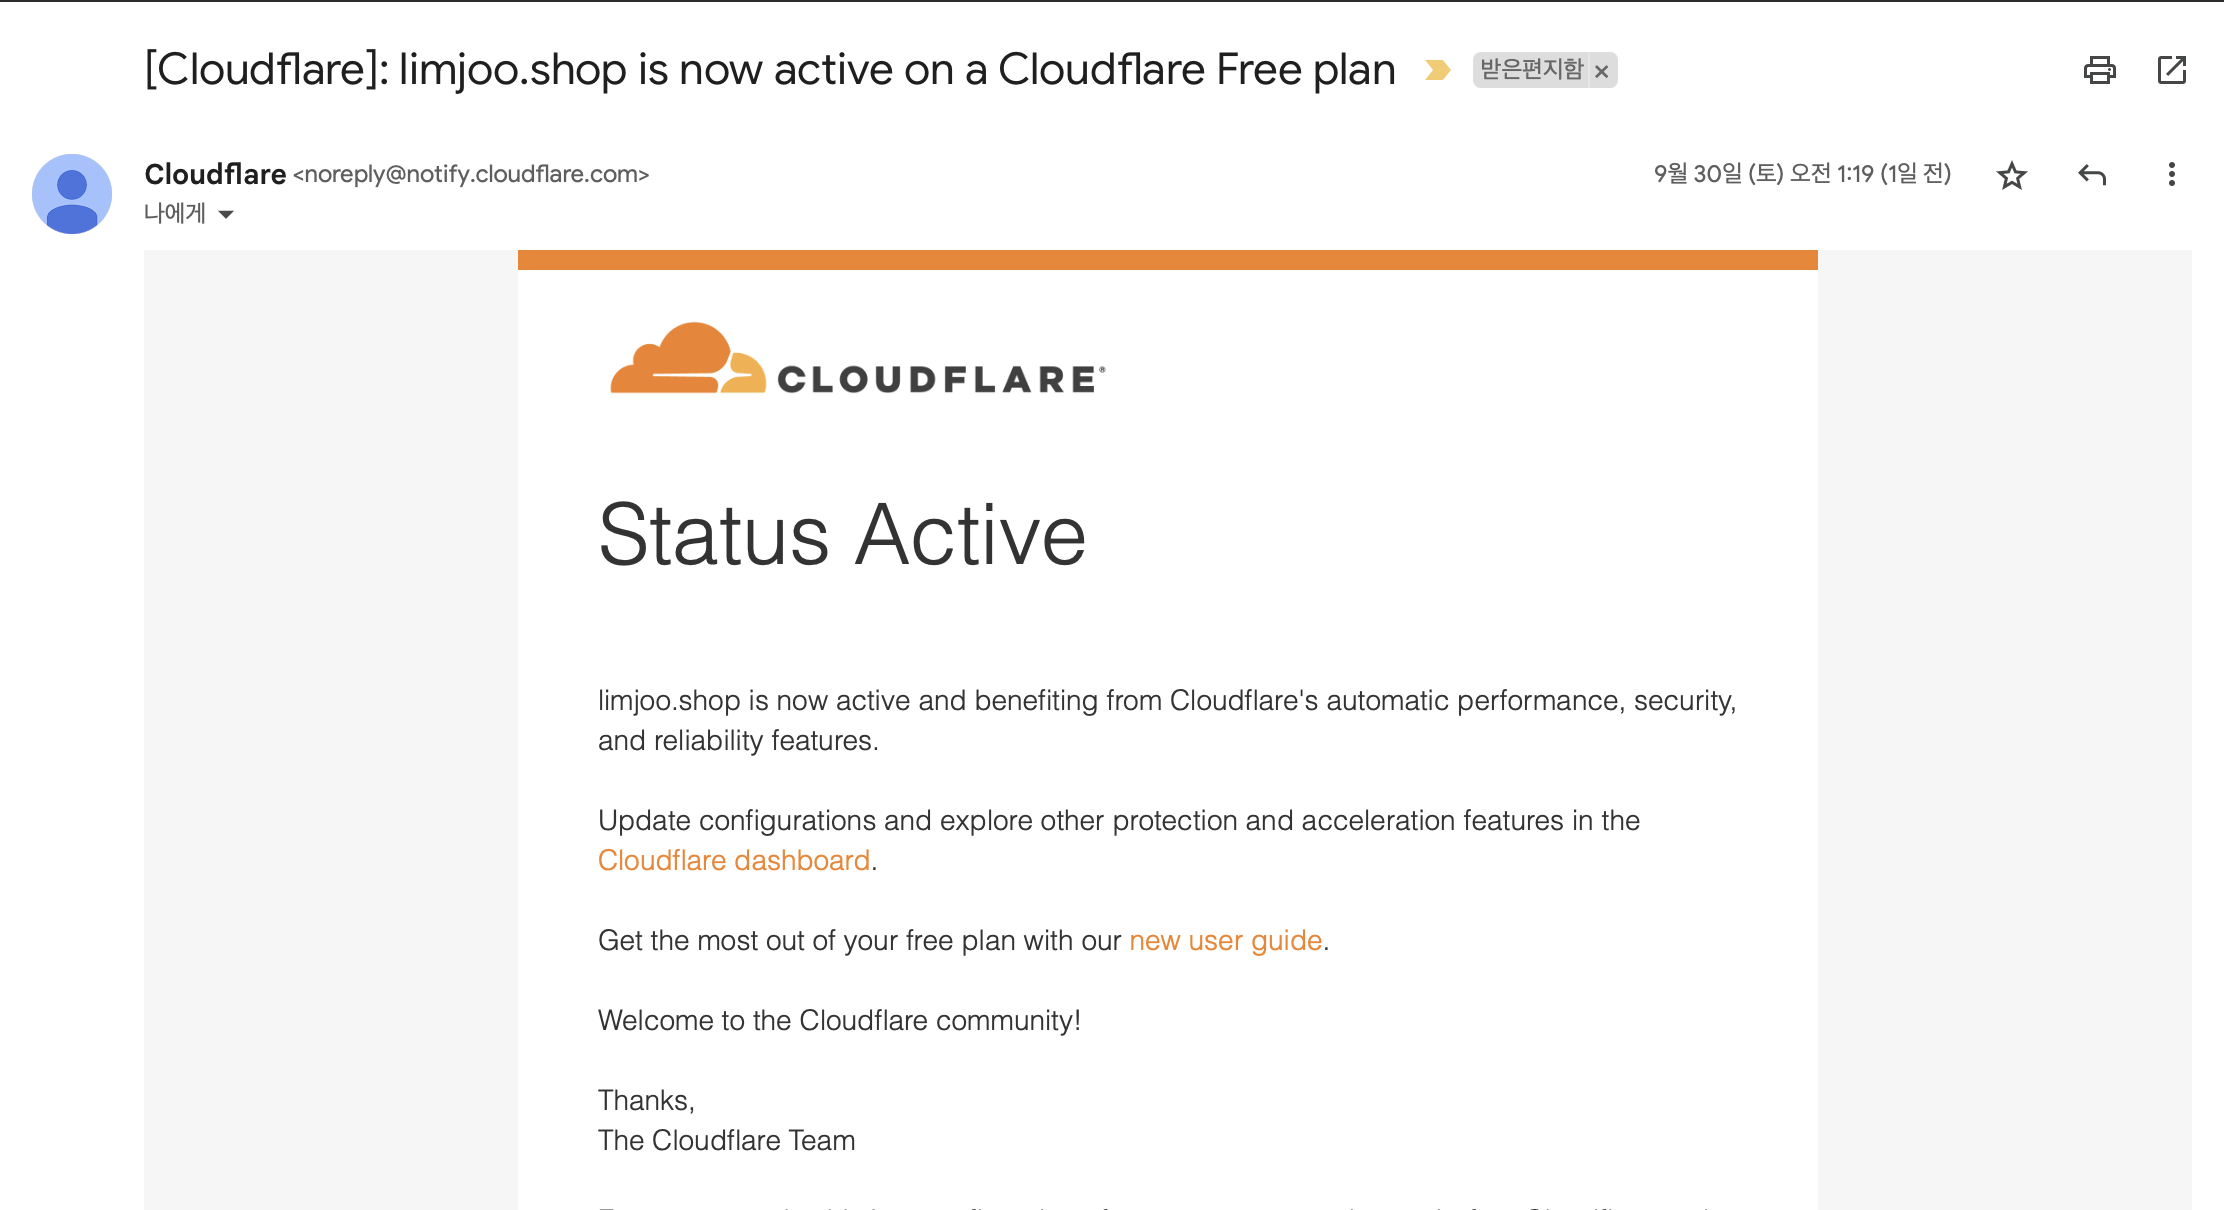 [Cloudflare]: limjoo.shop is now active on a Cloudflare Free plan 받은편지함 ×
Cloudflare <noreply@notify.cloudflare.com> 9월 30일 (토) 오전 1:19 (1일 전)
나에게
CLOUDFLARE®
Status Active
limjoo.shop is now active and benefiting from Cloudflare's automatic performance, security,
and reliability features.
Update configurations and explore other protection and acceleration features in the
Cloudflare dashboard.
Get the most out of your free plan with our new user guide.
Welcome to the Cloudflare community!
Thanks,
The Cloudflare Team